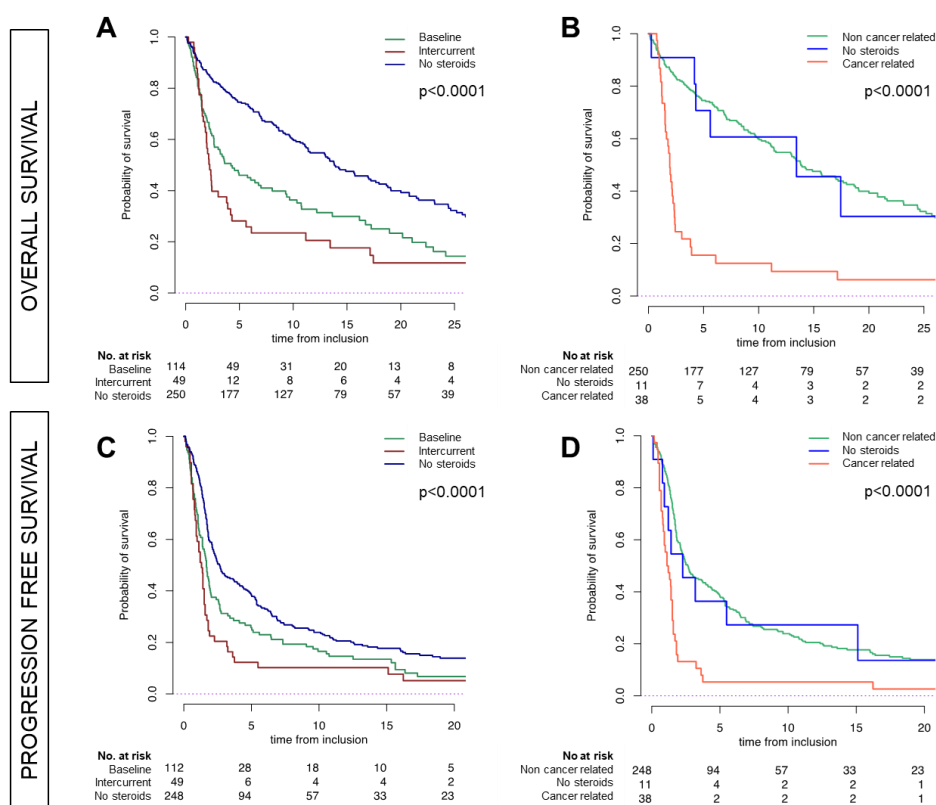 OVERALL SURVIVAL
A
Baseline
Intercurrent
No steroids
p<0.0001
Probability of survival
1.0
0.8
0.6
0.4
0.2
0.0
0 5 10 15 20 25
time from inclusion
No. at risk
Baseline 114 49 31 20 13 8
Intercurrent 49 12 8 6 4 4
No steroids 250 177 127 79 57 39
B
Non cancer related
No steroids
Cancer related
p<0.0001
Probability of survival
1.0
0.8
0.6
0.4
0.2
0.0
0 5 10 15 20 25
time from inclusion
No at risk
Non cancer related 250 177 127 79 57 39
No steroids 11 7 4 3 2 2
Cancer related 38 5 4 3 2 2
PROGRESSION FREE SURVIVAL
C
Baseline
Intercurrent
No steroids
p<0.0001
Probability of survival
1.0
0.8
0.6
0.4
0.2
0.0
0 5 10 15 20
time from inclusion
No. at risk
Baseline 112 28 18 10 5
Intercurrent 49 6 4 4 2
No steroids 248 94 57 33 23
D
Non cancer related
No steroids
Cancer related
p<0.0001
Probability of survival
1.0
0.8
0.6
0.4
0.2
0.0
0 5 10 15 20
time from inclusion
No at risk
Non cancer related 248 94 57 33 23
No steroids 11 4 2 2 1
Cancer related 38 2 2 2 1